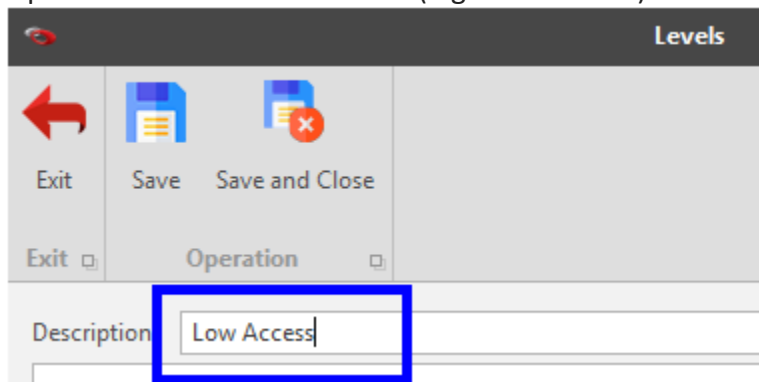 Levels
Exit Save Save and Close
Exit Operation
Description Low Access